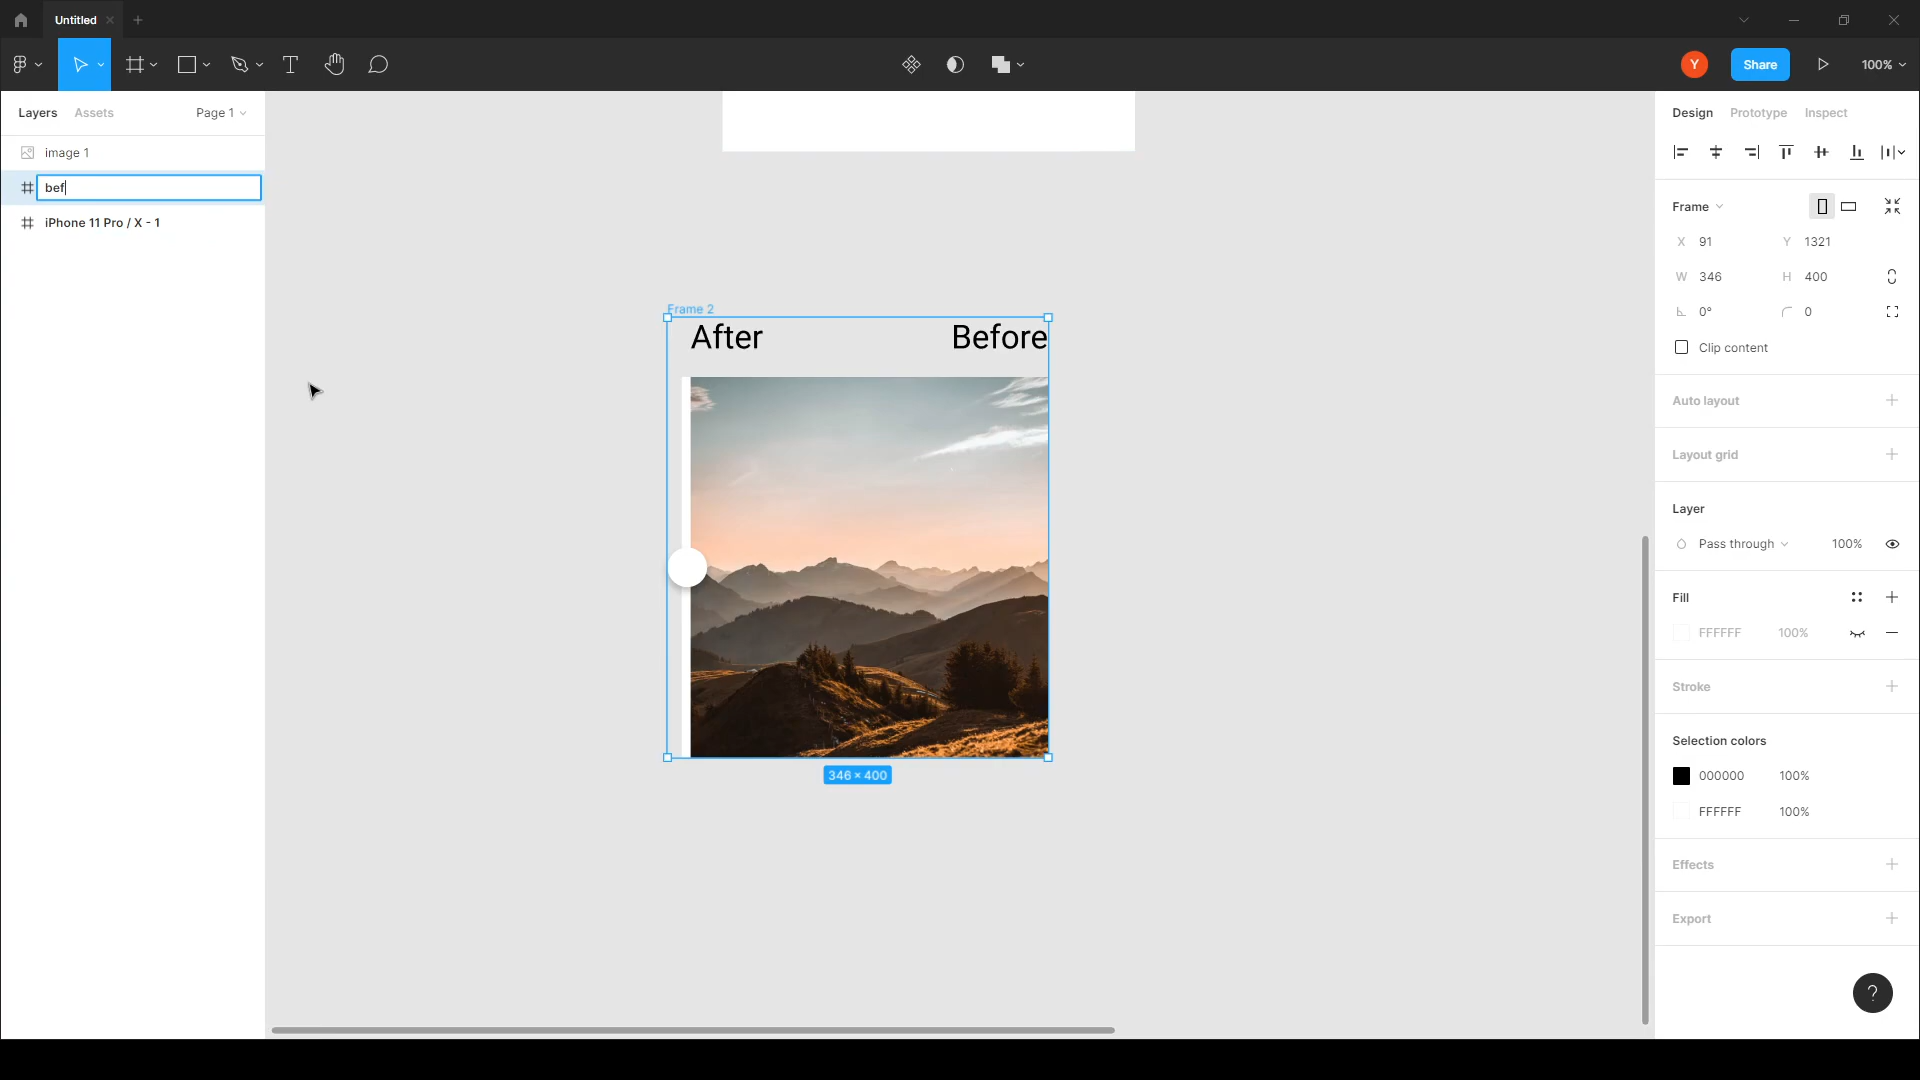 Untitled
Share
Y
100%
Layers
Assets
Page 1
image 1
bef
iPhone 11 Pro / X - 1
Frame 2
After
Before
346 × 400
Design
Prototype
Inspect
Frame
X 91
Y 1321
W 346
H 400
0°
0
Clip content
Auto layout
Layout grid
Layer
Pass through
100%
Fill
FFFFFF 100%
Stroke
Selection colors
000000 100%
FFFFFF 100%
Effects
Export
?